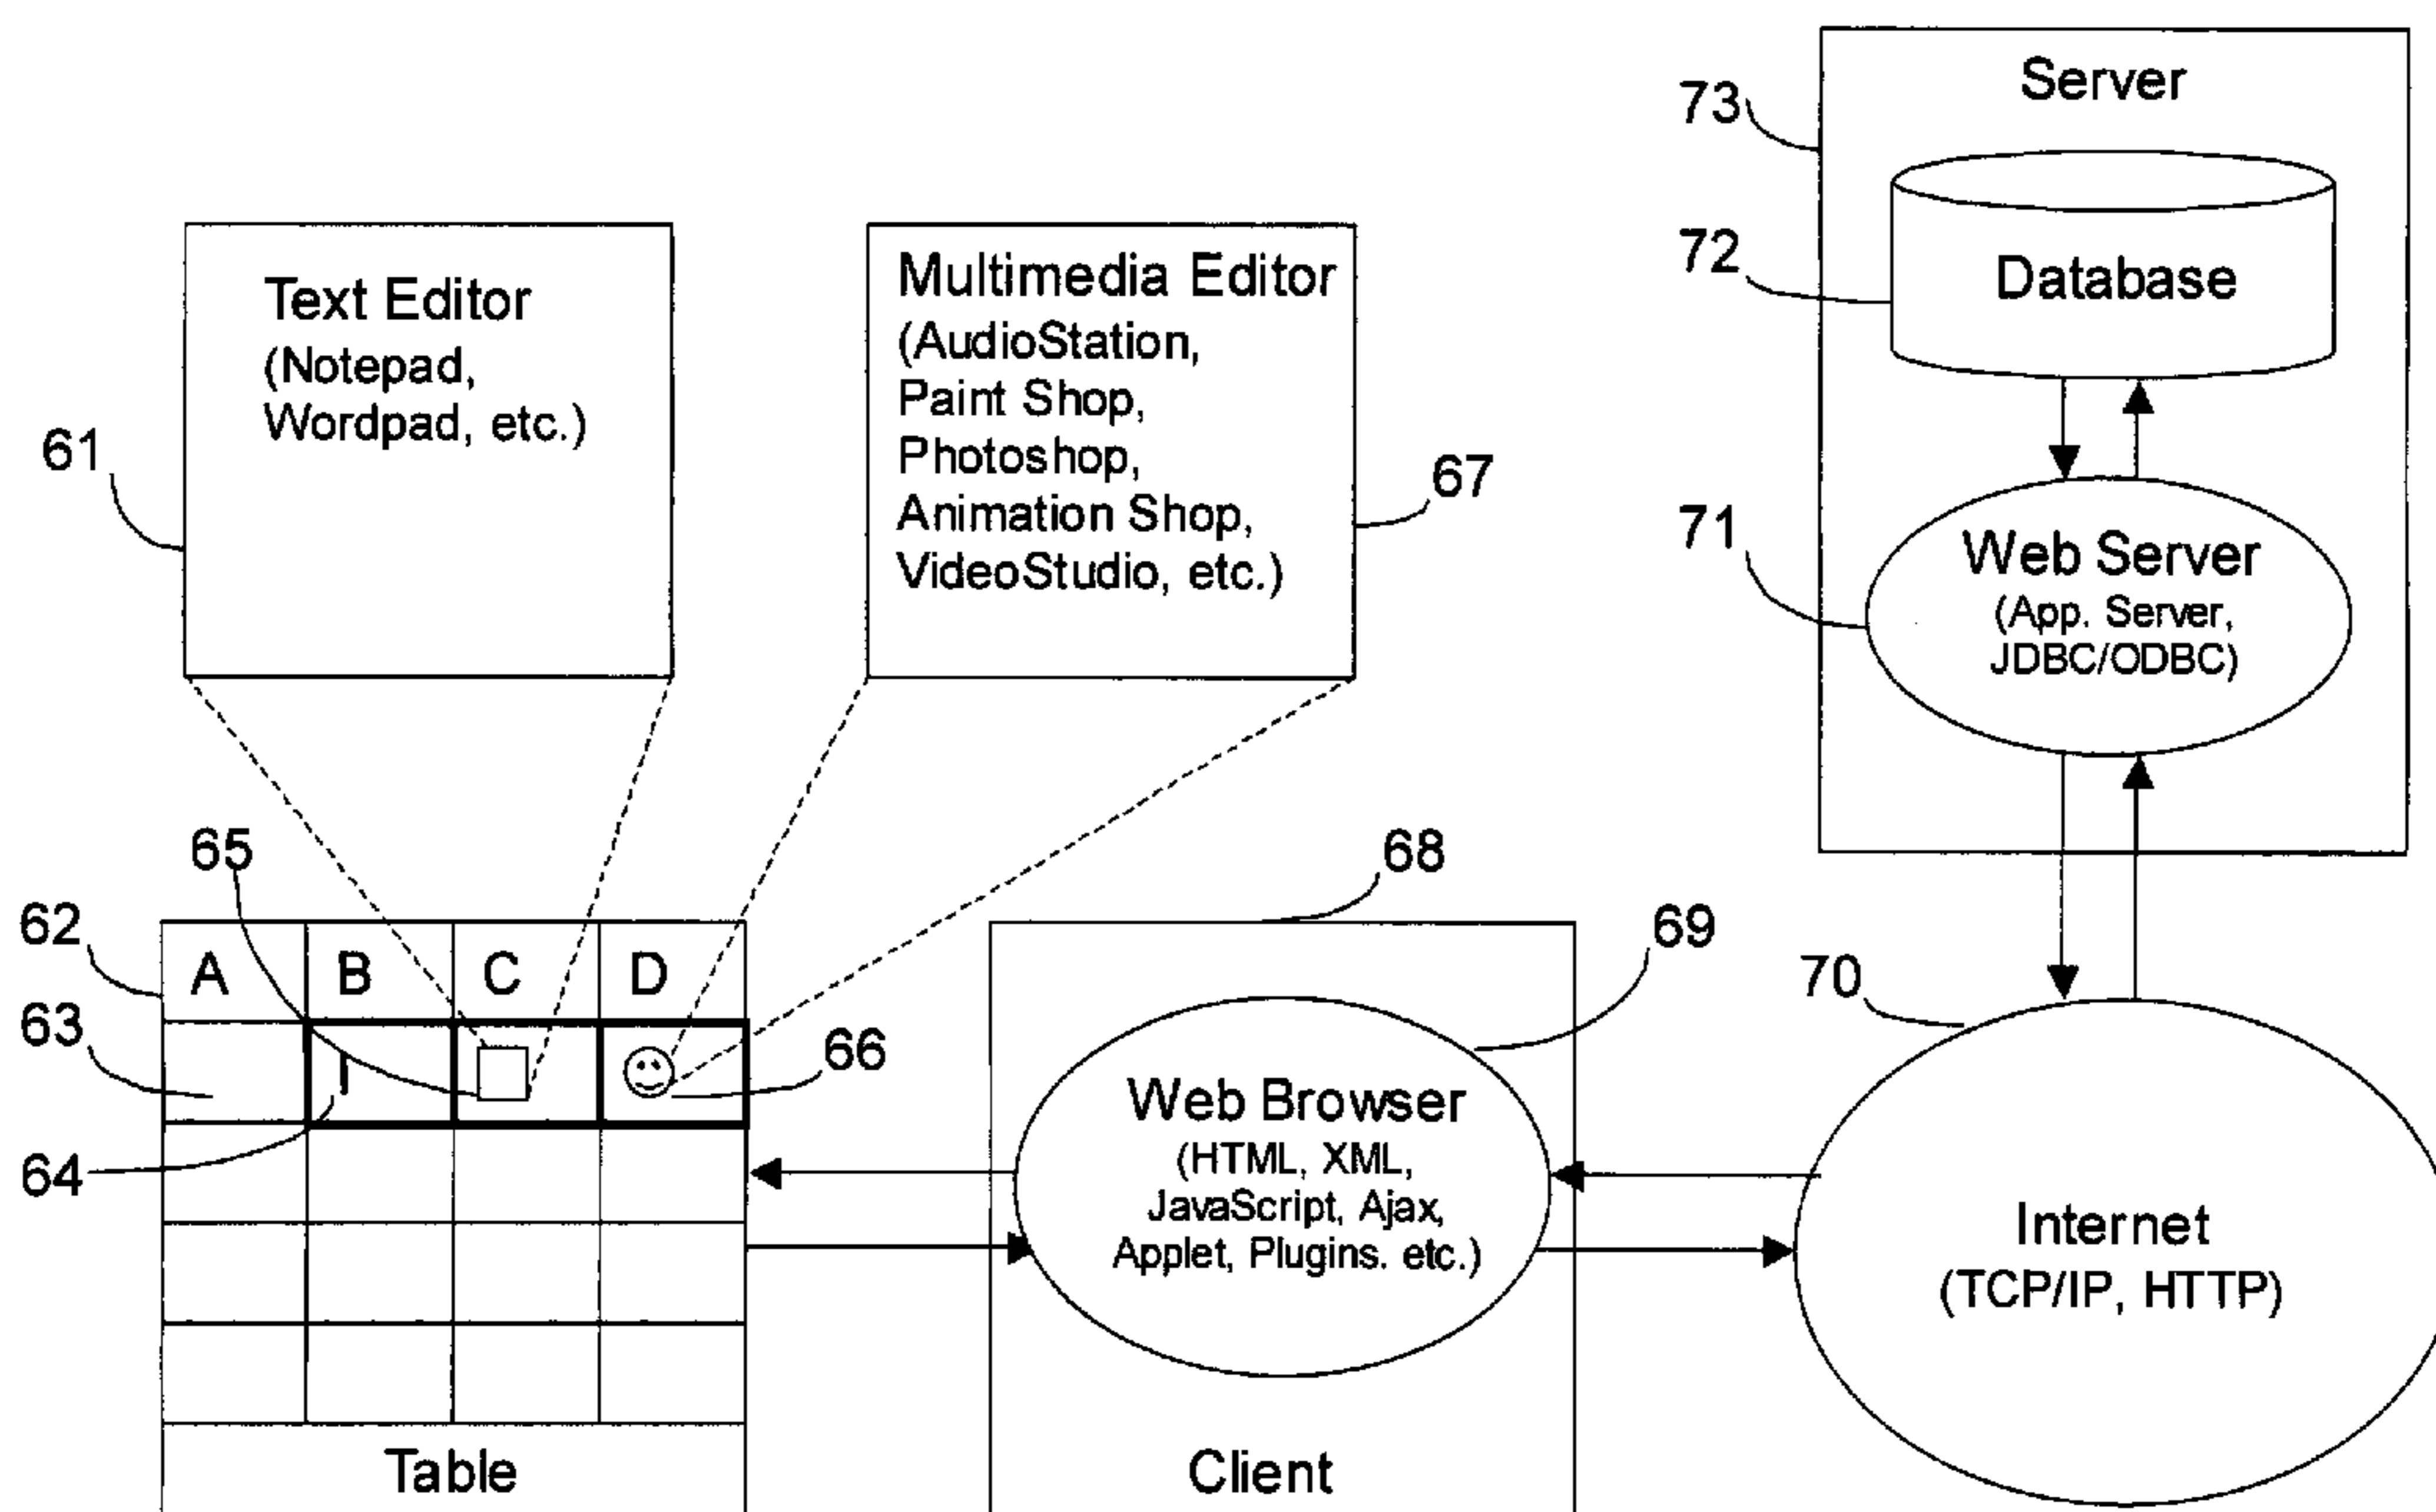 Server
73
Database
72
Text Editor
(Notepad,
Wordpad, etc.)
61
Multimedia Editor
(AudioStation,
Paint Shop,
Photoshop,
Animation Shop,
VideoStudio, etc.)
67
Web Server
(App. Server,
JDBC/ODBC)
71
65
62
A B C D
63
64
66
Table
68
69
Web Browser
(HTML, XML,
JavaScript, Ajax,
Applet, Plugins. etc.)
Client
70
Internet
(TCP/IP, HTTP)